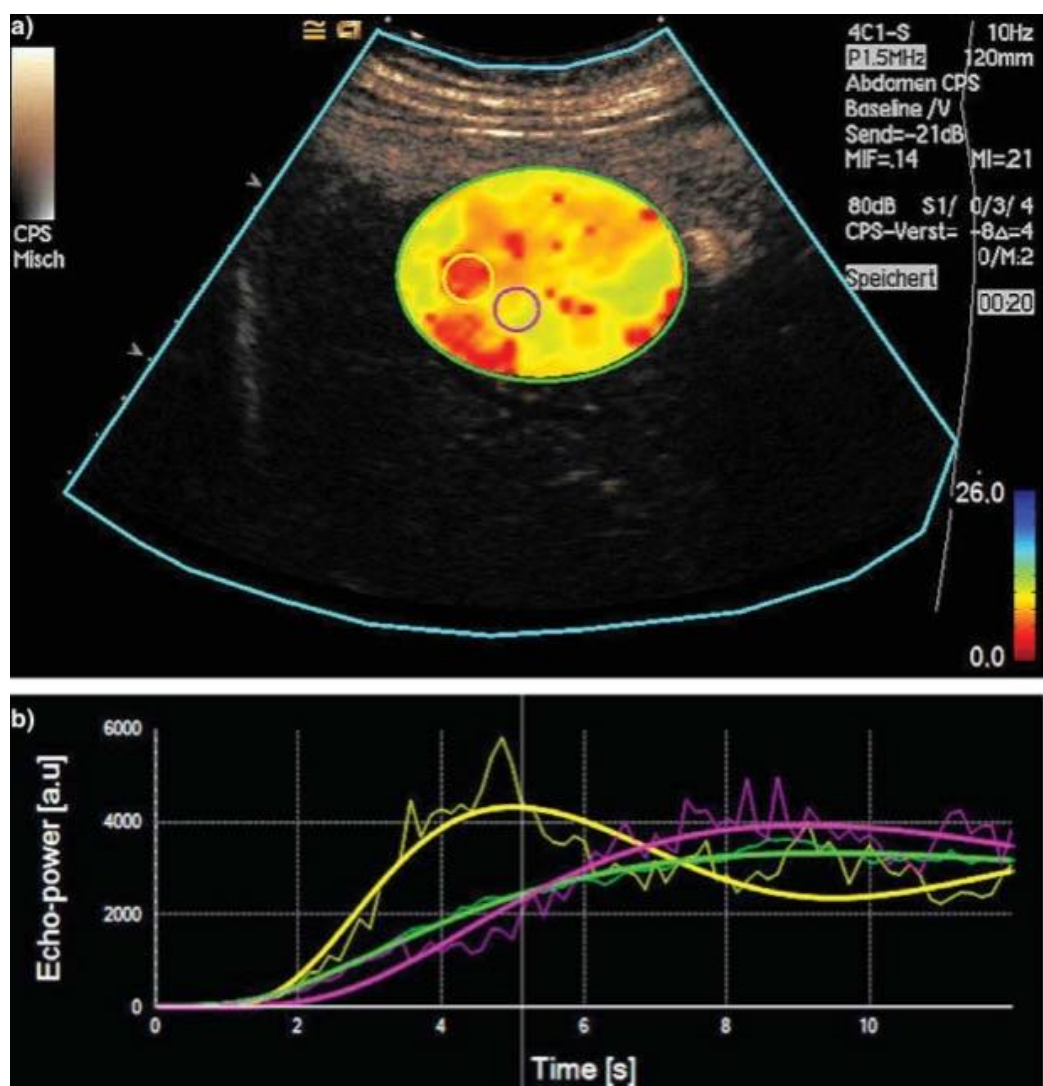 a)
4C1-S 10Hz
P1.5MHz 120mm
Abdomen CPS
Baseline /V
Send=-21dB
MIF=.14 MI=.21
80dB S1/ 0/3/ 4
CPS-Verst= -8Δ=4
0/M:2
Speichert
00:20
CPS
Misch
26.0
0.0
b)
6000
4000
2000
0
Echo-power [a.u]
0 2 4 6 8 10
Time [s]